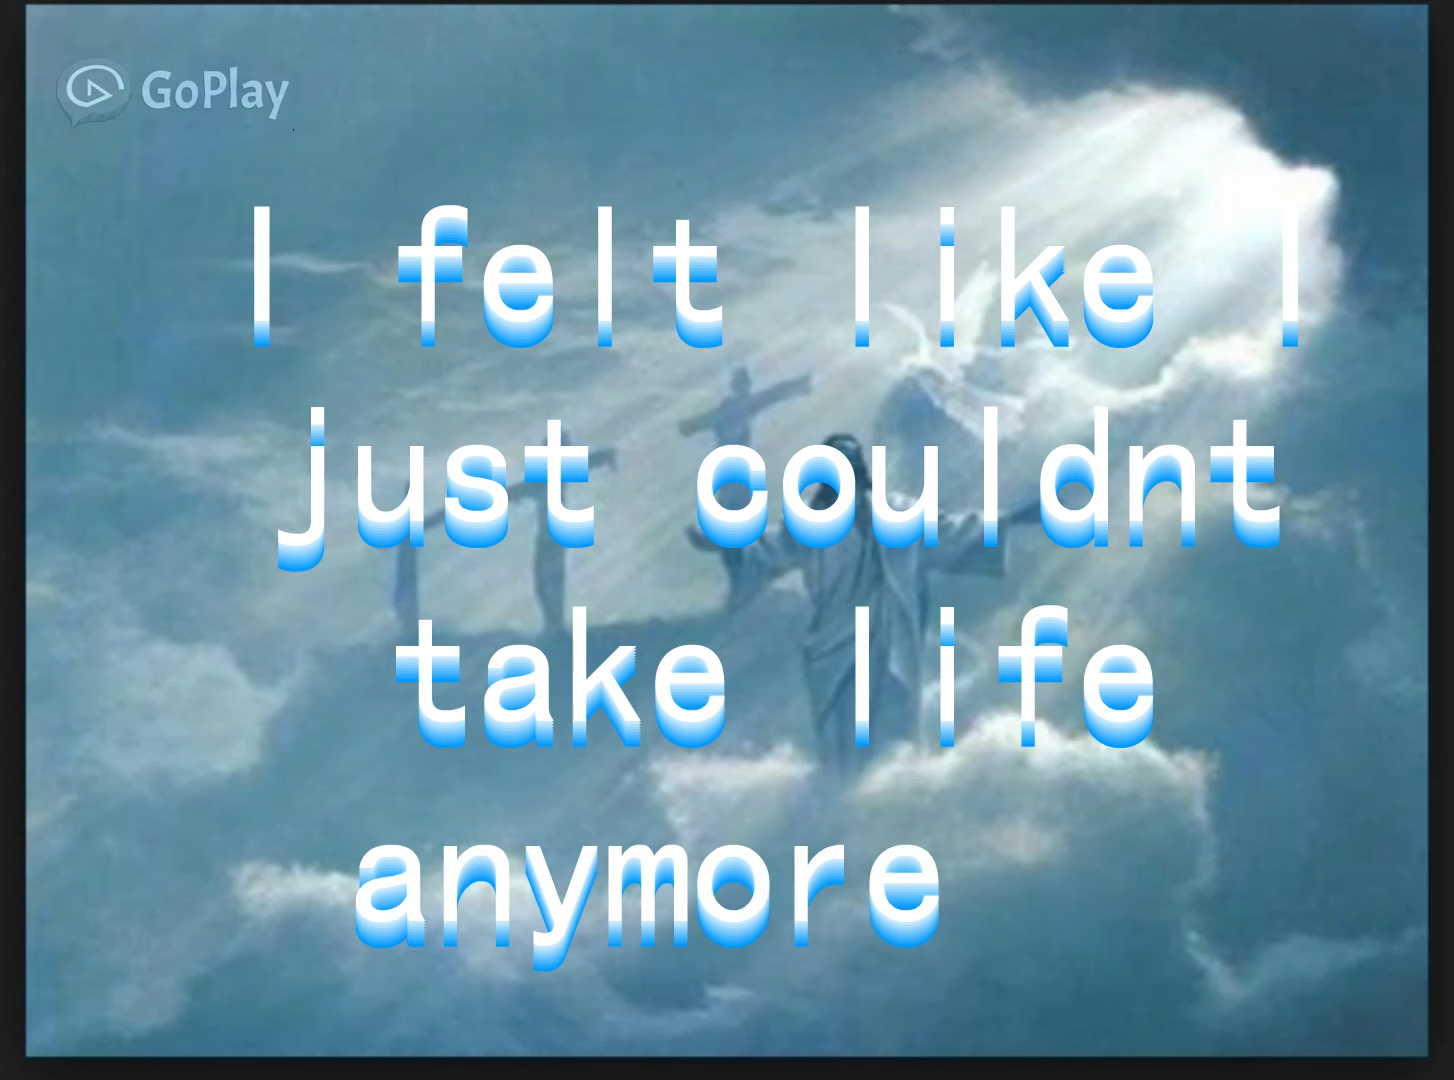 GoPlay
I felt like I
just couldnt
take life
anymore